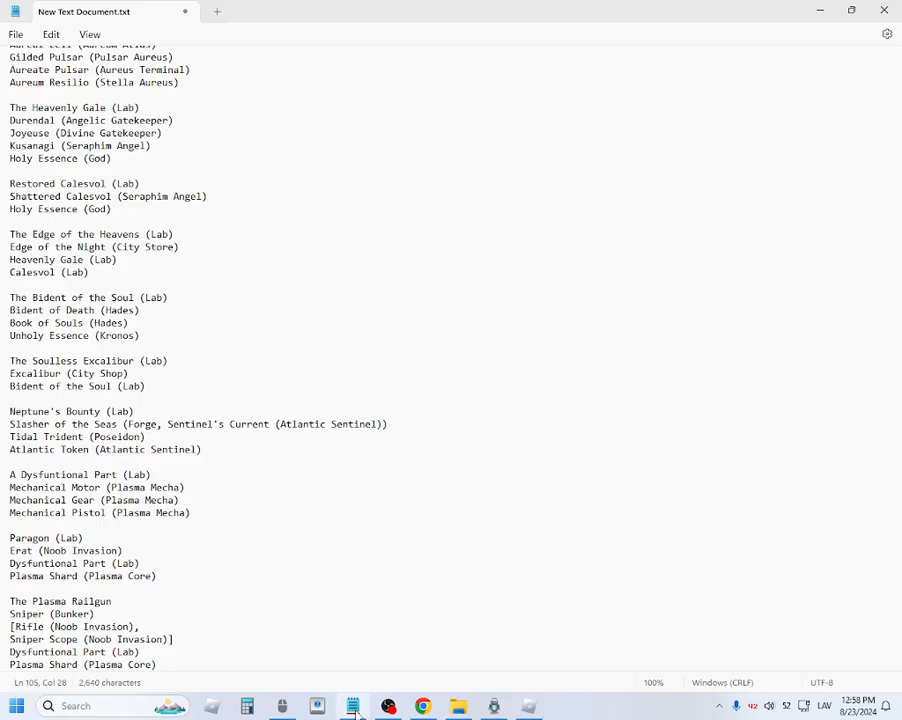 New Text Document.txt
File Edit View
Gilded Pulsar (Pulsar Aureus)
Aureate Pulsar (Aureus Terminal)
Aureum Resilio (Stella Aureus)
The Heavenly Gale (Lab)
Durendal (Angelic Gatekeeper)
Joyeuse (Divine Gatekeeper)
Kusanagi (Seraphim Angel)
Holy Essence (God)
Restored Calesvol (Lab)
Shattered Calesvol (Seraphim Angel)
Holy Essence (God)
The Edge of the Heavens (Lab)
Edge of the Night (City Store)
Heavenly Gale (Lab)
Calesvol (Lab)
The Bident of the Soul (Lab)
Bident of Death (Hades)
Book of Souls (Hades)
Unholy Essence (Kronos)
The Soulless Excalibur (Lab)
Excalibur (City Shop)
Bident of the Soul (Lab)
Neptune's Bounty (Lab)
Slasher of the Seas (Forge, Sentinel's Current (Atlantic Sentinel))
Tidal Trident (Poseidon)
Atlantic Token (Atlantic Sentinel)
A Dysfuntional Part (Lab)
Mechanical Motor (Plasma Mecha)
Mechanical Gear (Plasma Mecha)
Mechanical Pistol (Plasma Mecha)
Paragon (Lab)
Erat (Noob Invasion)
Dysfuntional Part (Lab)
Plasma Shard (Plasma Core)
The Plasma Railgun
Sniper (Bunker)
[Rifle (Noob Invasion),
Sniper Scope (Noob Invasion)]
Dysfuntional Part (Lab)
Plasma Shard (Plasma Core)
Ln 105, Col 28 2,640 characters 100% Windows (CRLF) UTF-8
Search 42 52 LAV 12:58 PM
8/23/2024